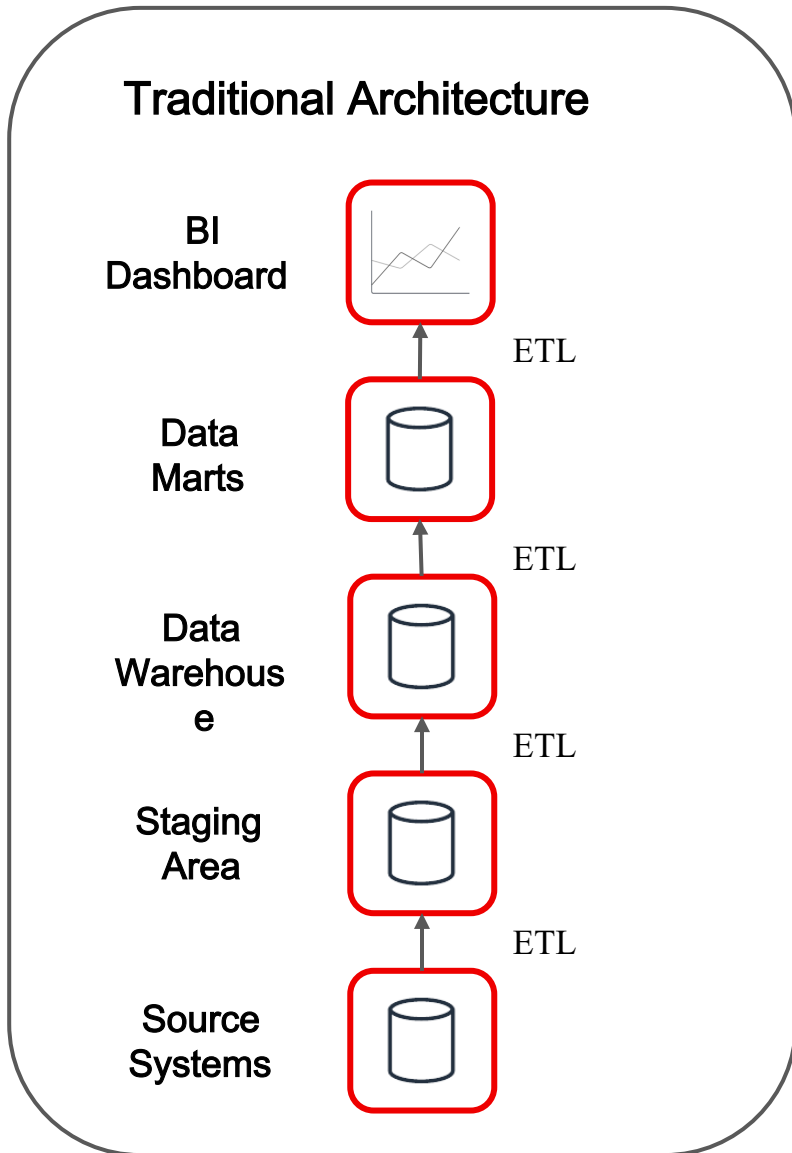 Traditional Architecture
BI
Dashboard
ETL
Data
Marts
ETL
Data
Warehous
e
ETL
Staging
Area
ETL
Source
Systems